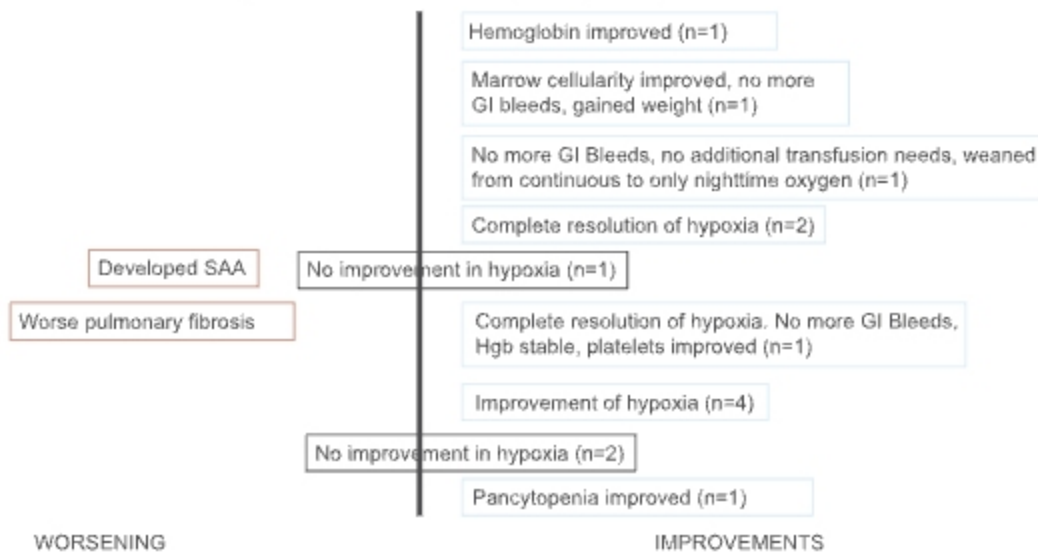 Hemoglobin improved (n=1)
Marrow cellularity improved, no more
GI bleeds, gained weight (n=1)
No more GI Bleeds, no additional transfusion needs, weaned
from continuous to only nighttime oxygen (n=1)
Complete resolution of hypoxia (n=2)
Developed SAA
No improvement in hypoxia (n=1)
Worse pulmonary fibrosis
Complete resolution of hypoxia. No more GI Bleeds,
Hgb stable, platelets improved (n=1)
Improvement of hypoxia (n=4)
No improvement in hypoxia (n=2)
Pancytopenia improved (n=1)
WORSENING
IMPROVEMENTS